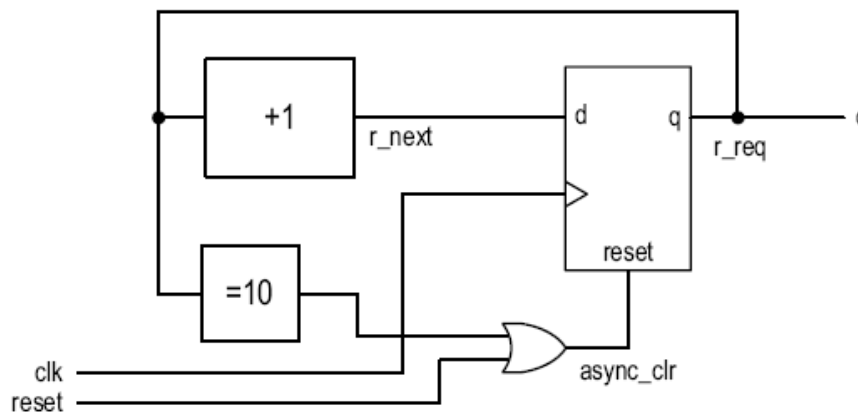 +1
r_next
d
q
r_req
reset
=10
clk
reset
async_clr